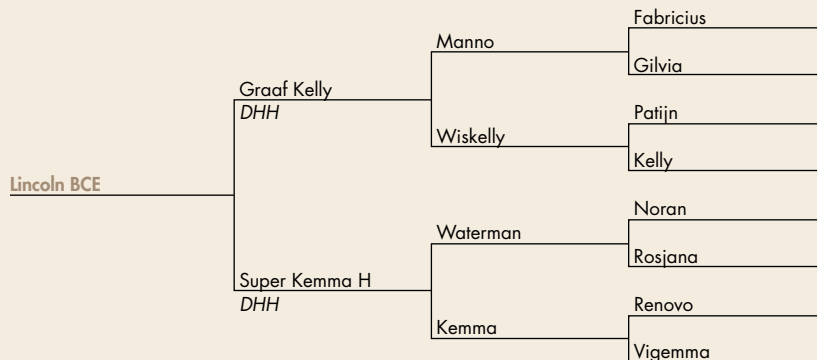 Fabricius
Manno
Gilvia
Graaf Kelly
DHH
Patijn
Wiskelly
Kelly
Lincoln BCE
Noran
Waterman
Rosjana
Super Kemma H
DHH
Renovo
Kemma
Vigemma